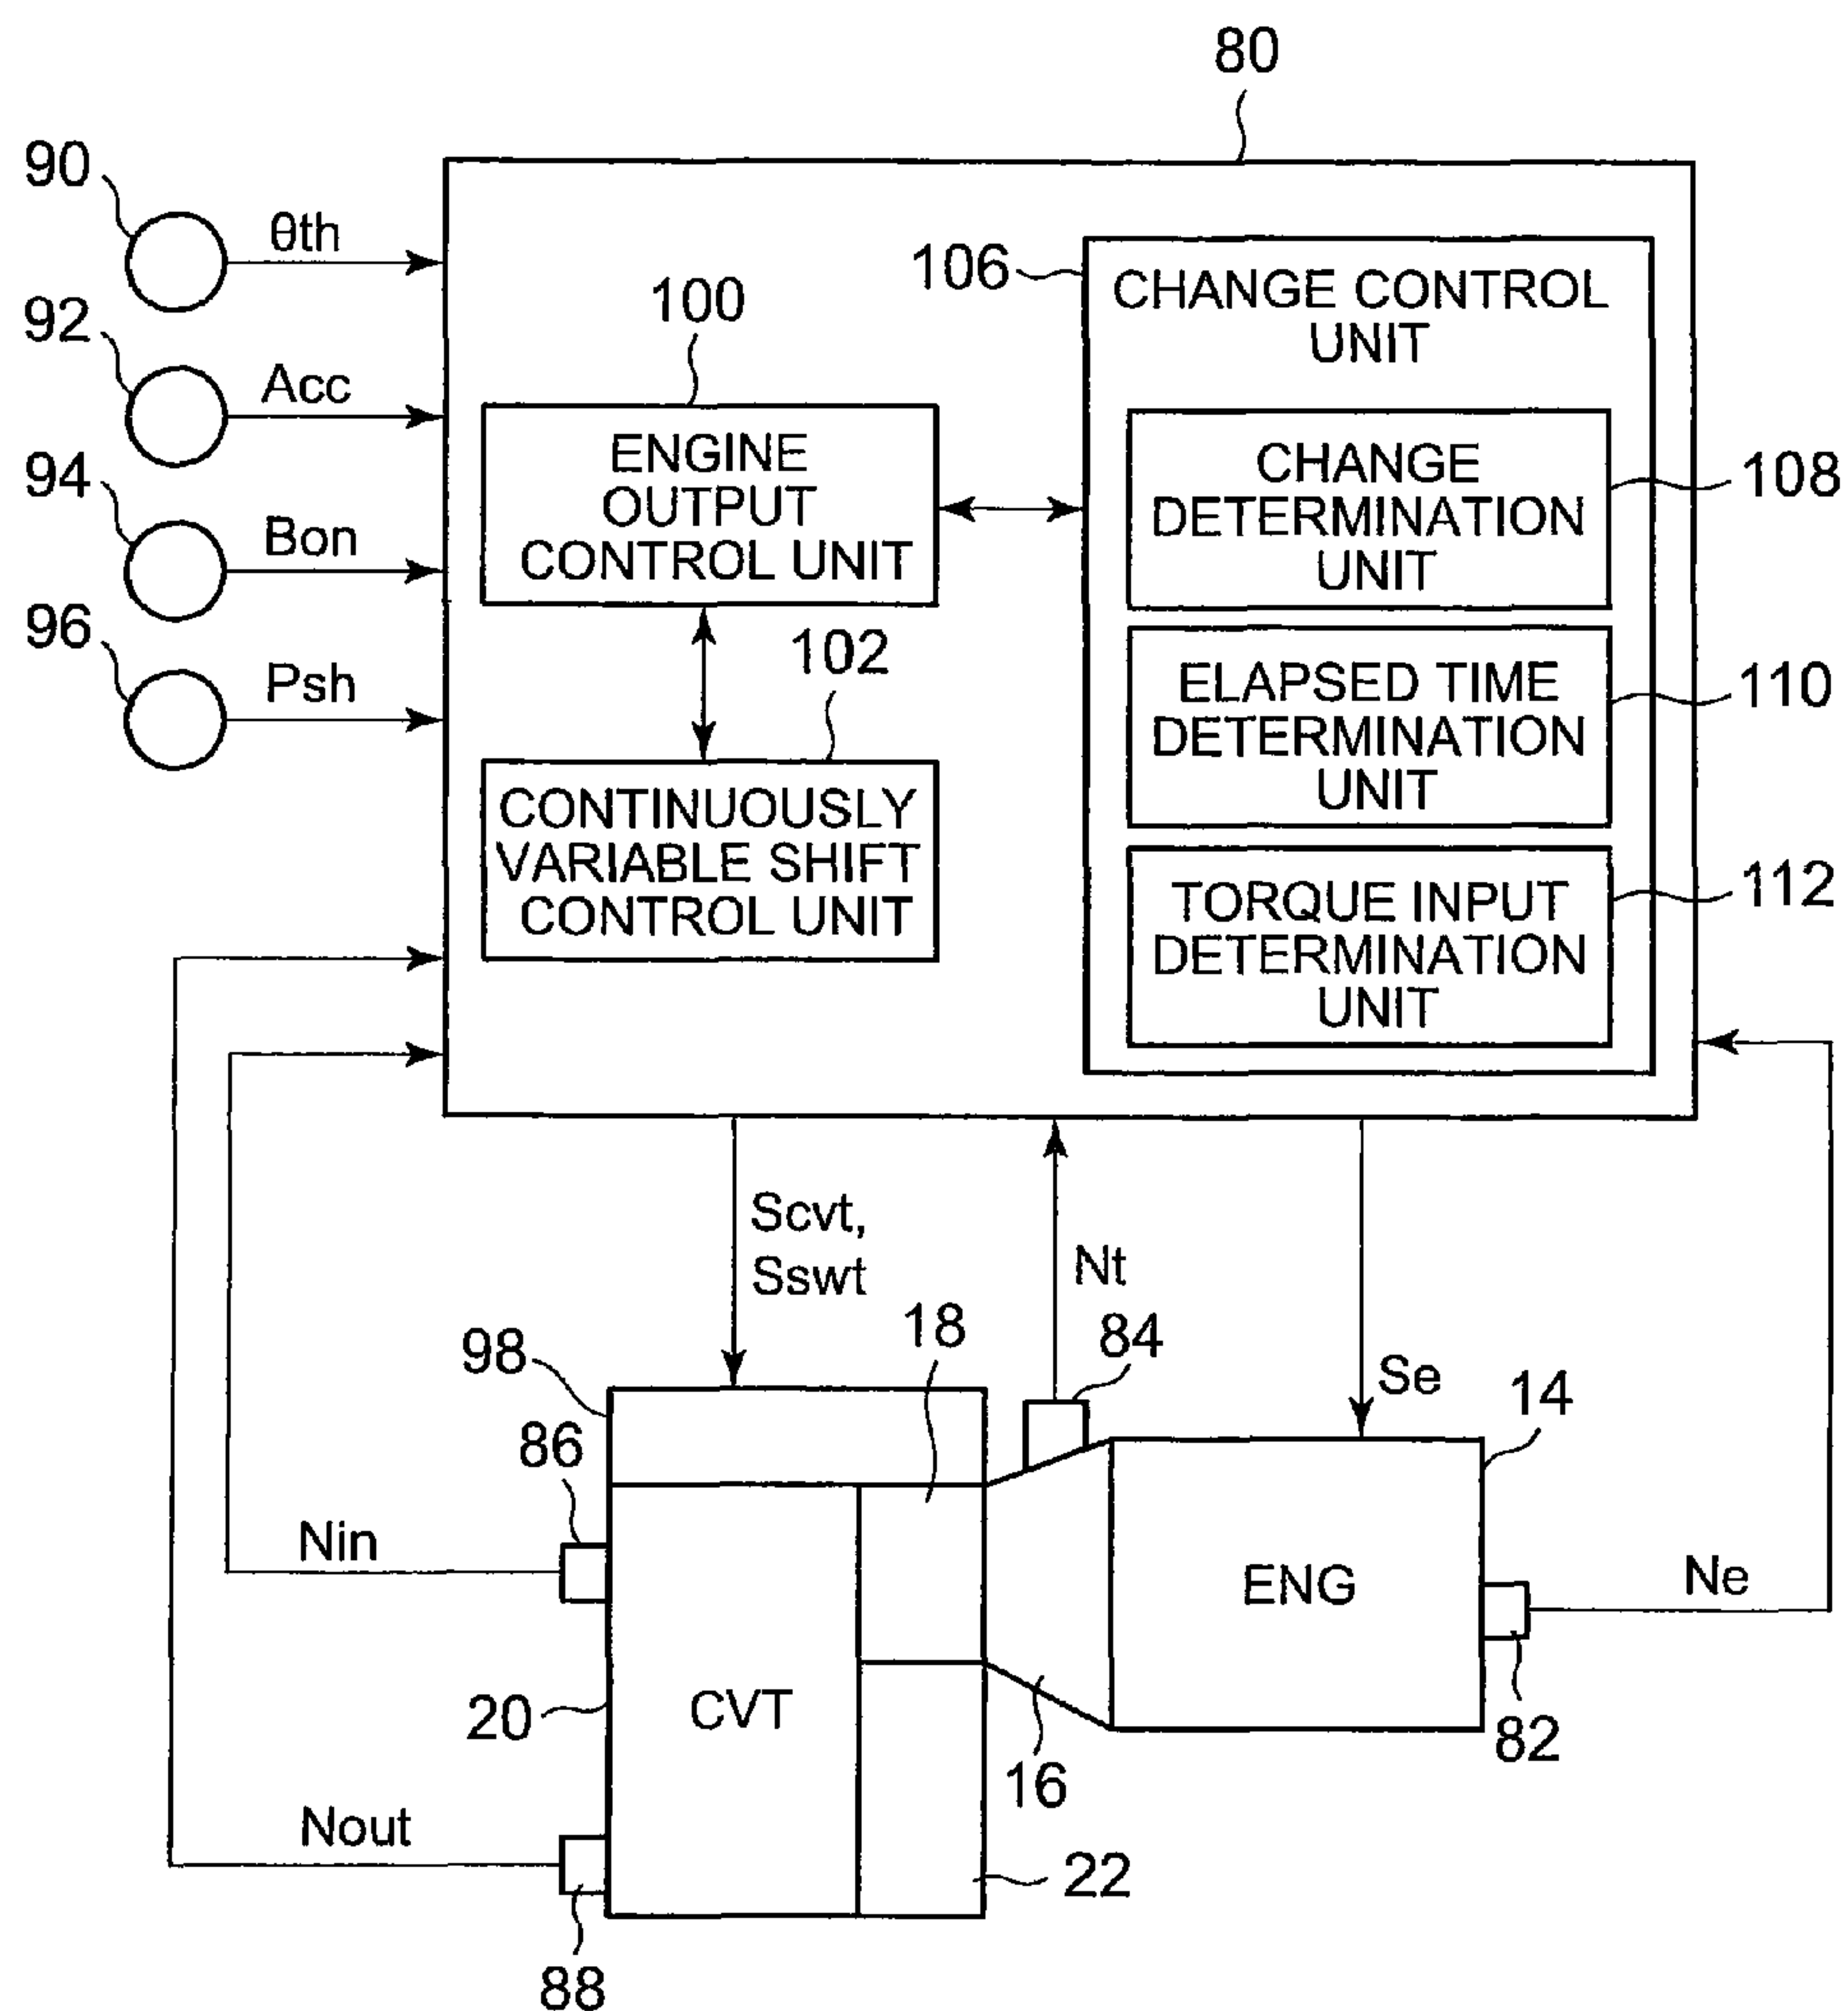 80
90
θth
106
CHANGE CONTROL
UNIT
92
Acc
100
ENGINE
OUTPUT
CONTROL UNIT
CHANGE
DETERMINATION
UNIT
108
94
Bon
96
Psh
102
ELAPSED TIME
DETERMINATION
UNIT
110
CONTINUOUSLY
VARIABLE SHIFT
CONTROL UNIT
TORQUE INPUT
DETERMINATION
UNIT
112
Scvt,
Sswt
Nt
18
84
98
Se
14
86
Nin
ENG
Ne
20
CVT
16
82
Nout
22
88